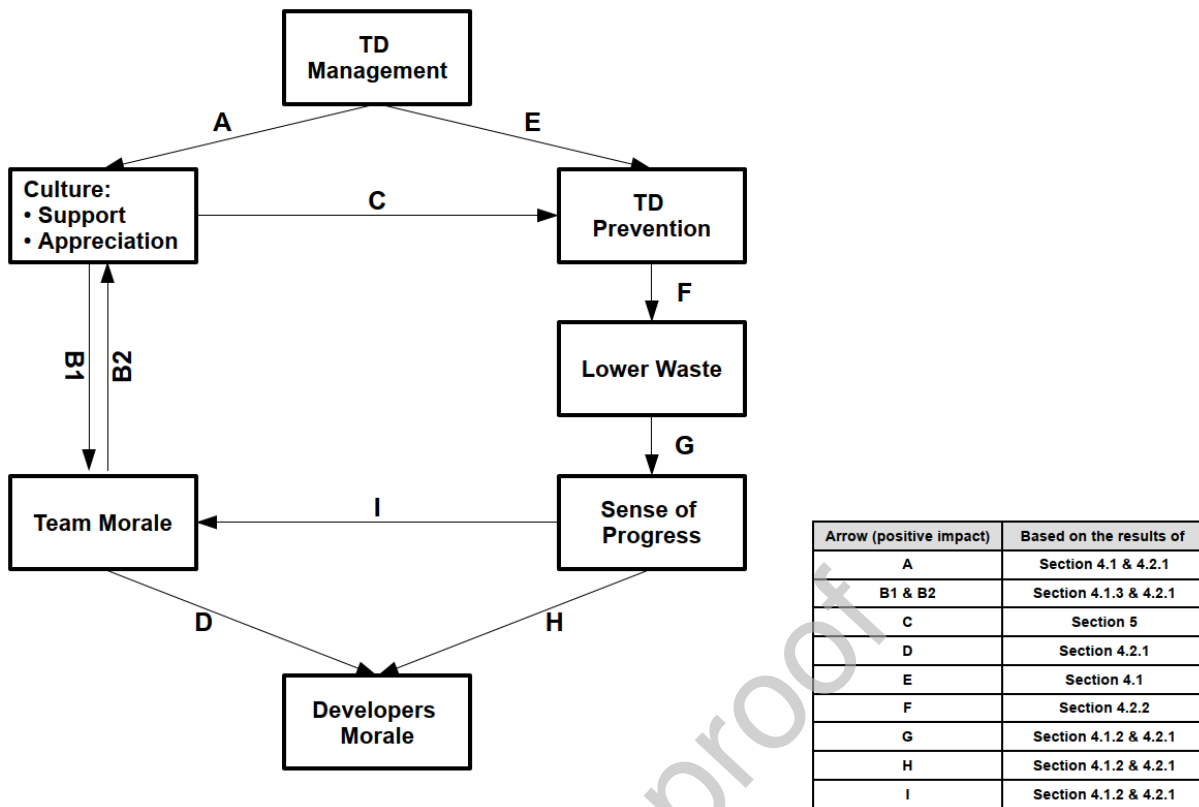 TD
Management
A
E
Culture:
• Support
• Appreciation
C
TD
Prevention
F
B1
B2
Lower Waste
G
Team Morale
I
Sense of
Progress
D
H
Developers
Morale
Arrow (positive impact) Based on the results of
A Section 4.1 & 4.2.1
B1 & B2 Section 4.1.3 & 4.2.1
C Section 5
D Section 4.2.1
E Section 4.1
F Section 4.2.2
G Section 4.1.2 & 4.2.1
H Section 4.1.2 & 4.2.1
I Section 4.1.2 & 4.2.1
proof